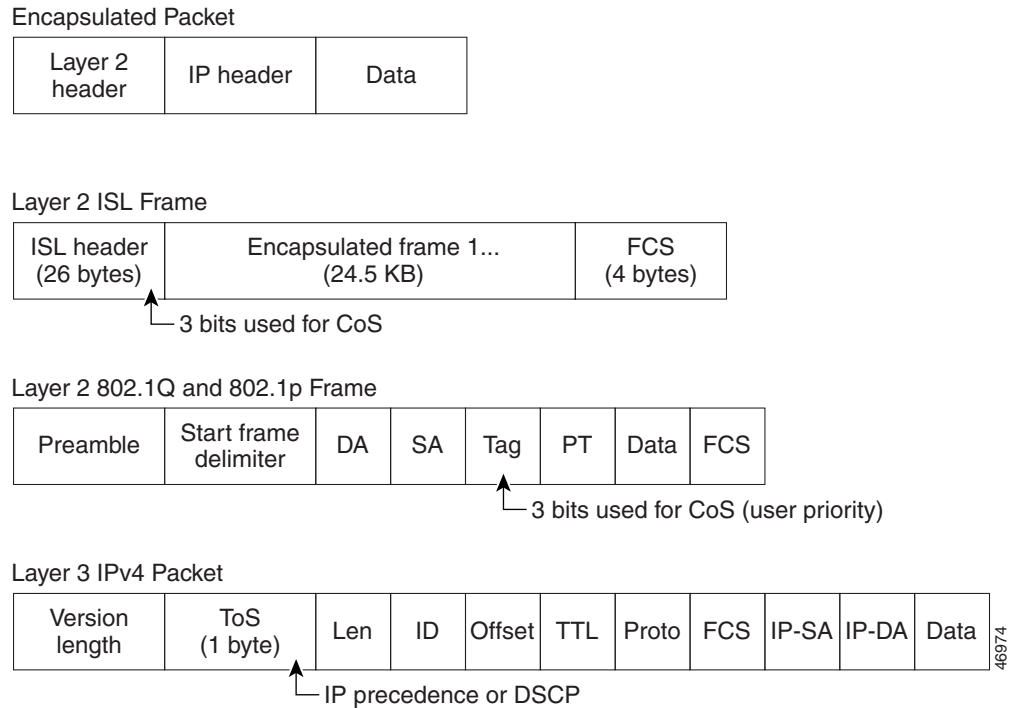 Encapsulated Packet
Layer 2
header
IP header
Data
Layer 2 ISL Frame
ISL header
(26 bytes)
Encapsulated frame 1...
(24.5 KB)
FCS
(4 bytes)
3 bits used for CoS
Layer 2 802.1Q and 802.1p Frame
Preamble
Start frame
delimiter
DA
SA
Tag
PT
Data
FCS
3 bits used for CoS (user priority)
Layer 3 IPv4 Packet
Version
length
ToS
(1 byte)
Len
ID
Offset
TTL
Proto
FCS
IP-SA
IP-DA
Data
46974
IP precedence or DSCP